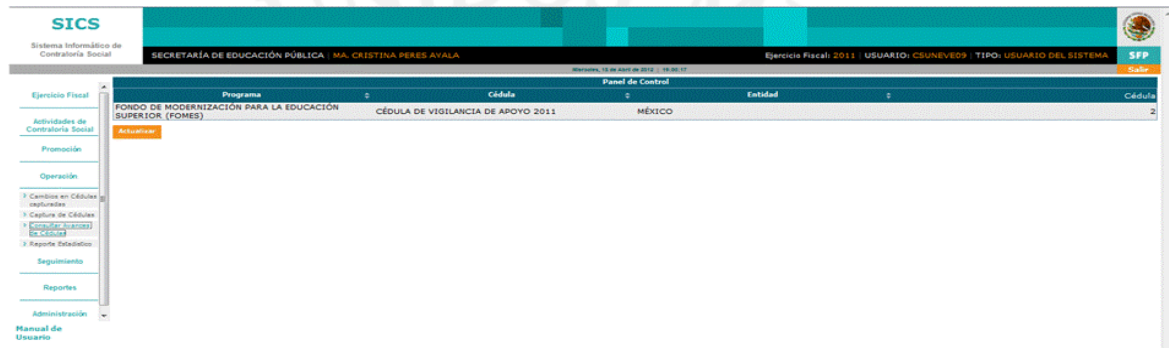 SICS
Sistema Informático de
Contraloría Social
SECRETARÍA DE EDUCACIÓN PÚBLICA | MA. CRISTINA PERES AYALA
Ejercicio Fiscal: 2011 | USUARIO: CSUNEVE09 | TIPO: USUARIO DEL SISTEMA
SFP
Salir
de Abril de 2012
Panel de Control
Programa
Cédula
Entidad
Cédula
FONDO DE MODERNIZACIÓN PARA LA EDUCACIÓN
SUPERIOR (FOMES)
CÉDULA DE VIGILANCIA DE APOYO 2011
MÉXICO
2
Actualizar
Ejercicio Fiscal
Actividades de
Contraloría Social
Promoción
Operación
Cambios en Cédulas
capturadas
Captura de Cédulas
Consultar Avances
de Cédulas
Reporte Estadístico
Seguimiento
Reportes
Administración
Manual de
Usuario